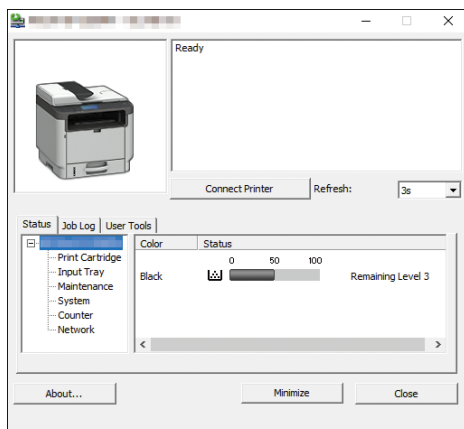 Ready
Connect Printer Refresh: 3s
Status Job Log User Tools
Color Status
Print Cartridge
Input Tray
Maintenance
System
Counter
Network
0 50 100
Black Remaining Level 3
About... Minimize Close